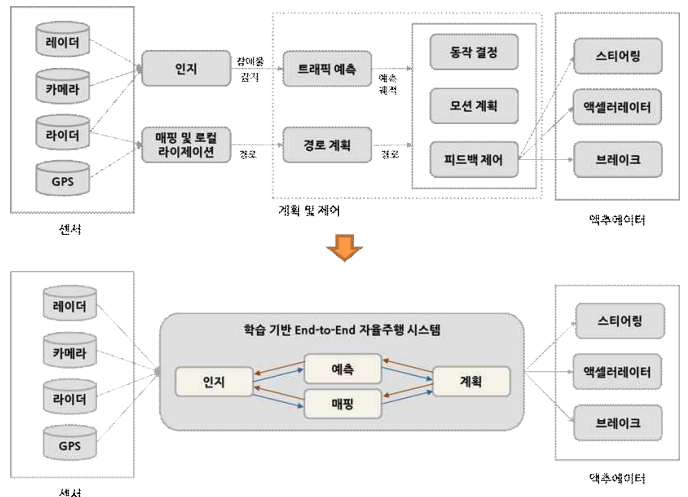 레이더
카메라
라이더
GPS
센서
인지
매핑 및 로컬
라이제이션
장애물
감지
경로
트래픽 예측
경로 계획
예측
궤적
경로
동작 결정
모션 계획
피드백 제어
계획 및 제어
스티어링
액셀러레이터
브레이크
액추에이터
레이더
카메라
라이더
GPS
센서
학습 기반 End-to-End 자율주행 시스템
인지
예측
매핑
계획
스티어링
액셀러레이터
브레이크
액추에이터